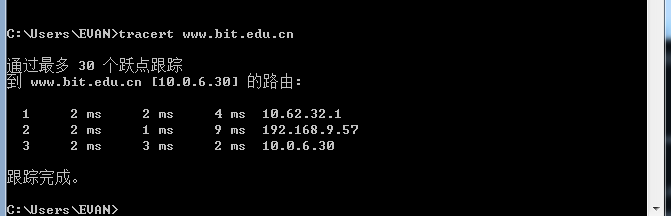 C:\Users\EVAN>tracert www.bit.edu.cn
通过最多 30 个跃点跟踪
到 www.bit.edu.cn [10.0.6.30] 的路由:
1 2 ms 2 ms 4 ms 10.62.32.1
2 2 ms 1 ms 9 ms 192.168.9.57
3 2 ms 3 ms 2 ms 10.0.6.30
跟踪完成。
C:\Users\EVAN>